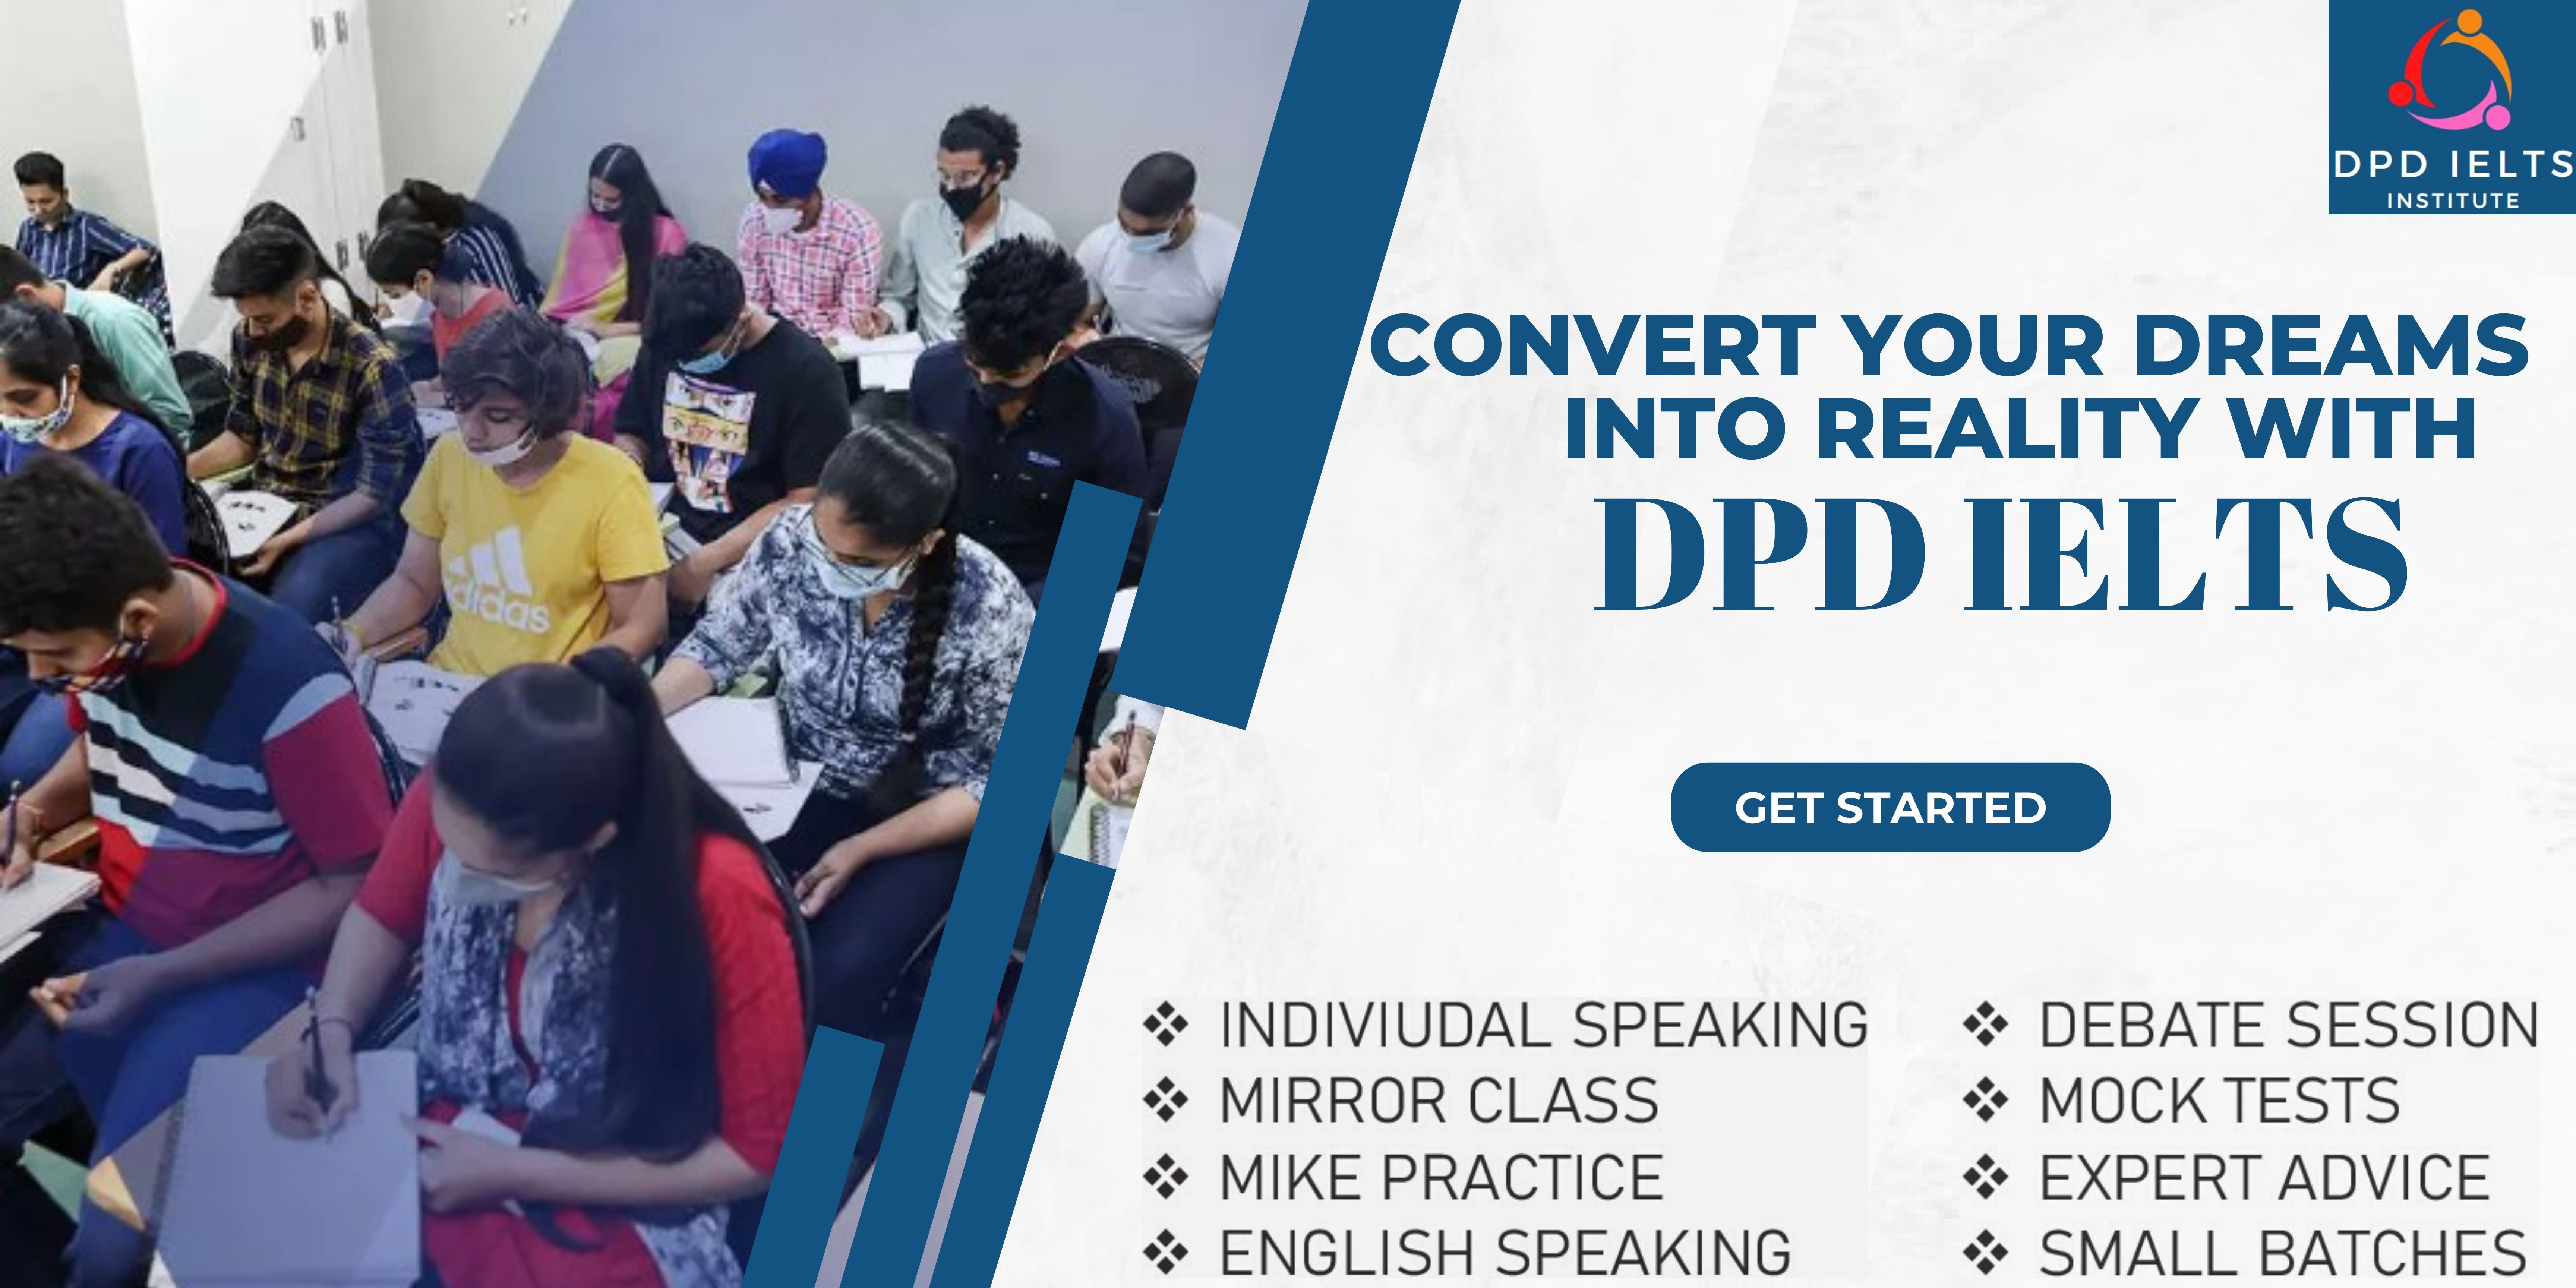 DPD IELTS
INSTITUTE
CONVERT YOUR DREAMS
INTO REALITY WITH
DPD IELTS
GET STARTED
adidas
❖ INDIVIUDAL SPEAKING
❖ MIRROR CLASS
❖ MIKE PRACTICE
❖ ENGLISH SPEAKING
❖ DEBATE SESSION
❖ MOCK TESTS
❖ EXPERT ADVICE
❖ SMALL BATCHES